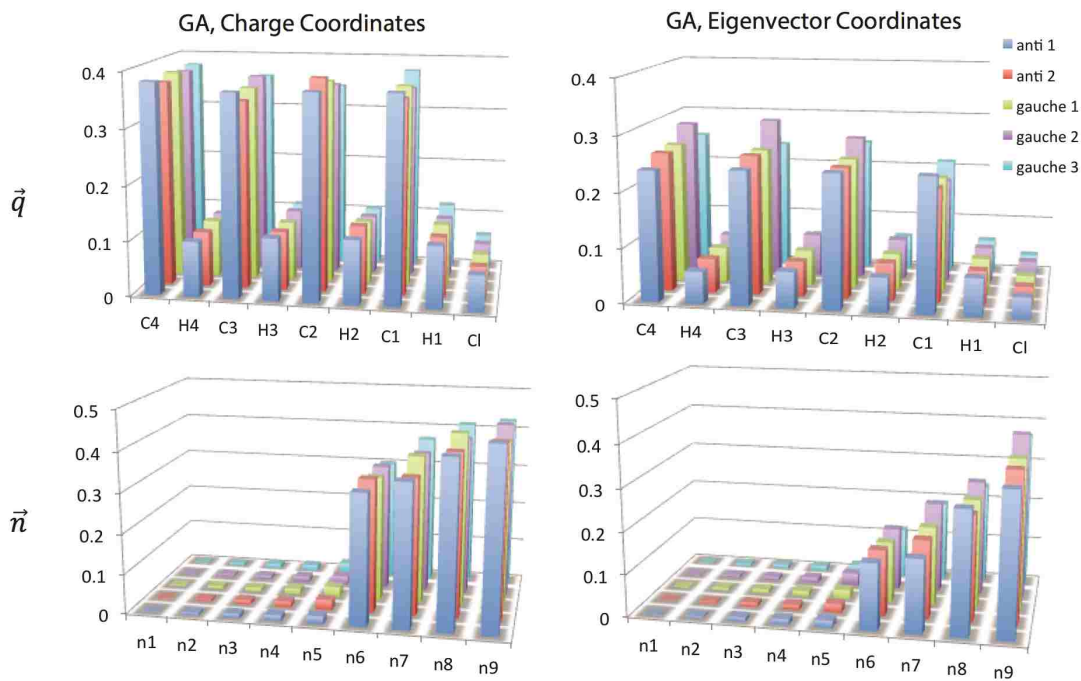 GA, Charge Coordinates
GA, Eigenvector Coordinates
anti 1
anti 2
gauche 1
gauche 2
gauche 3
q⃗
0.4
0.3
0.2
0.1
0
C4 H4 C3 H3 C2 H2 C1 H1 Cl
0.4
0.3
0.2
0.1
0
C4 H4 C3 H3 C2 H2 C1 H1 Cl
n⃗
0.5
0.4
0.3
0.2
0.1
0
n1 n2 n3 n4 n5 n6 n7 n8 n9
0.5
0.4
0.3
0.2
0.1
0
n1 n2 n3 n4 n5 n6 n7 n8 n9